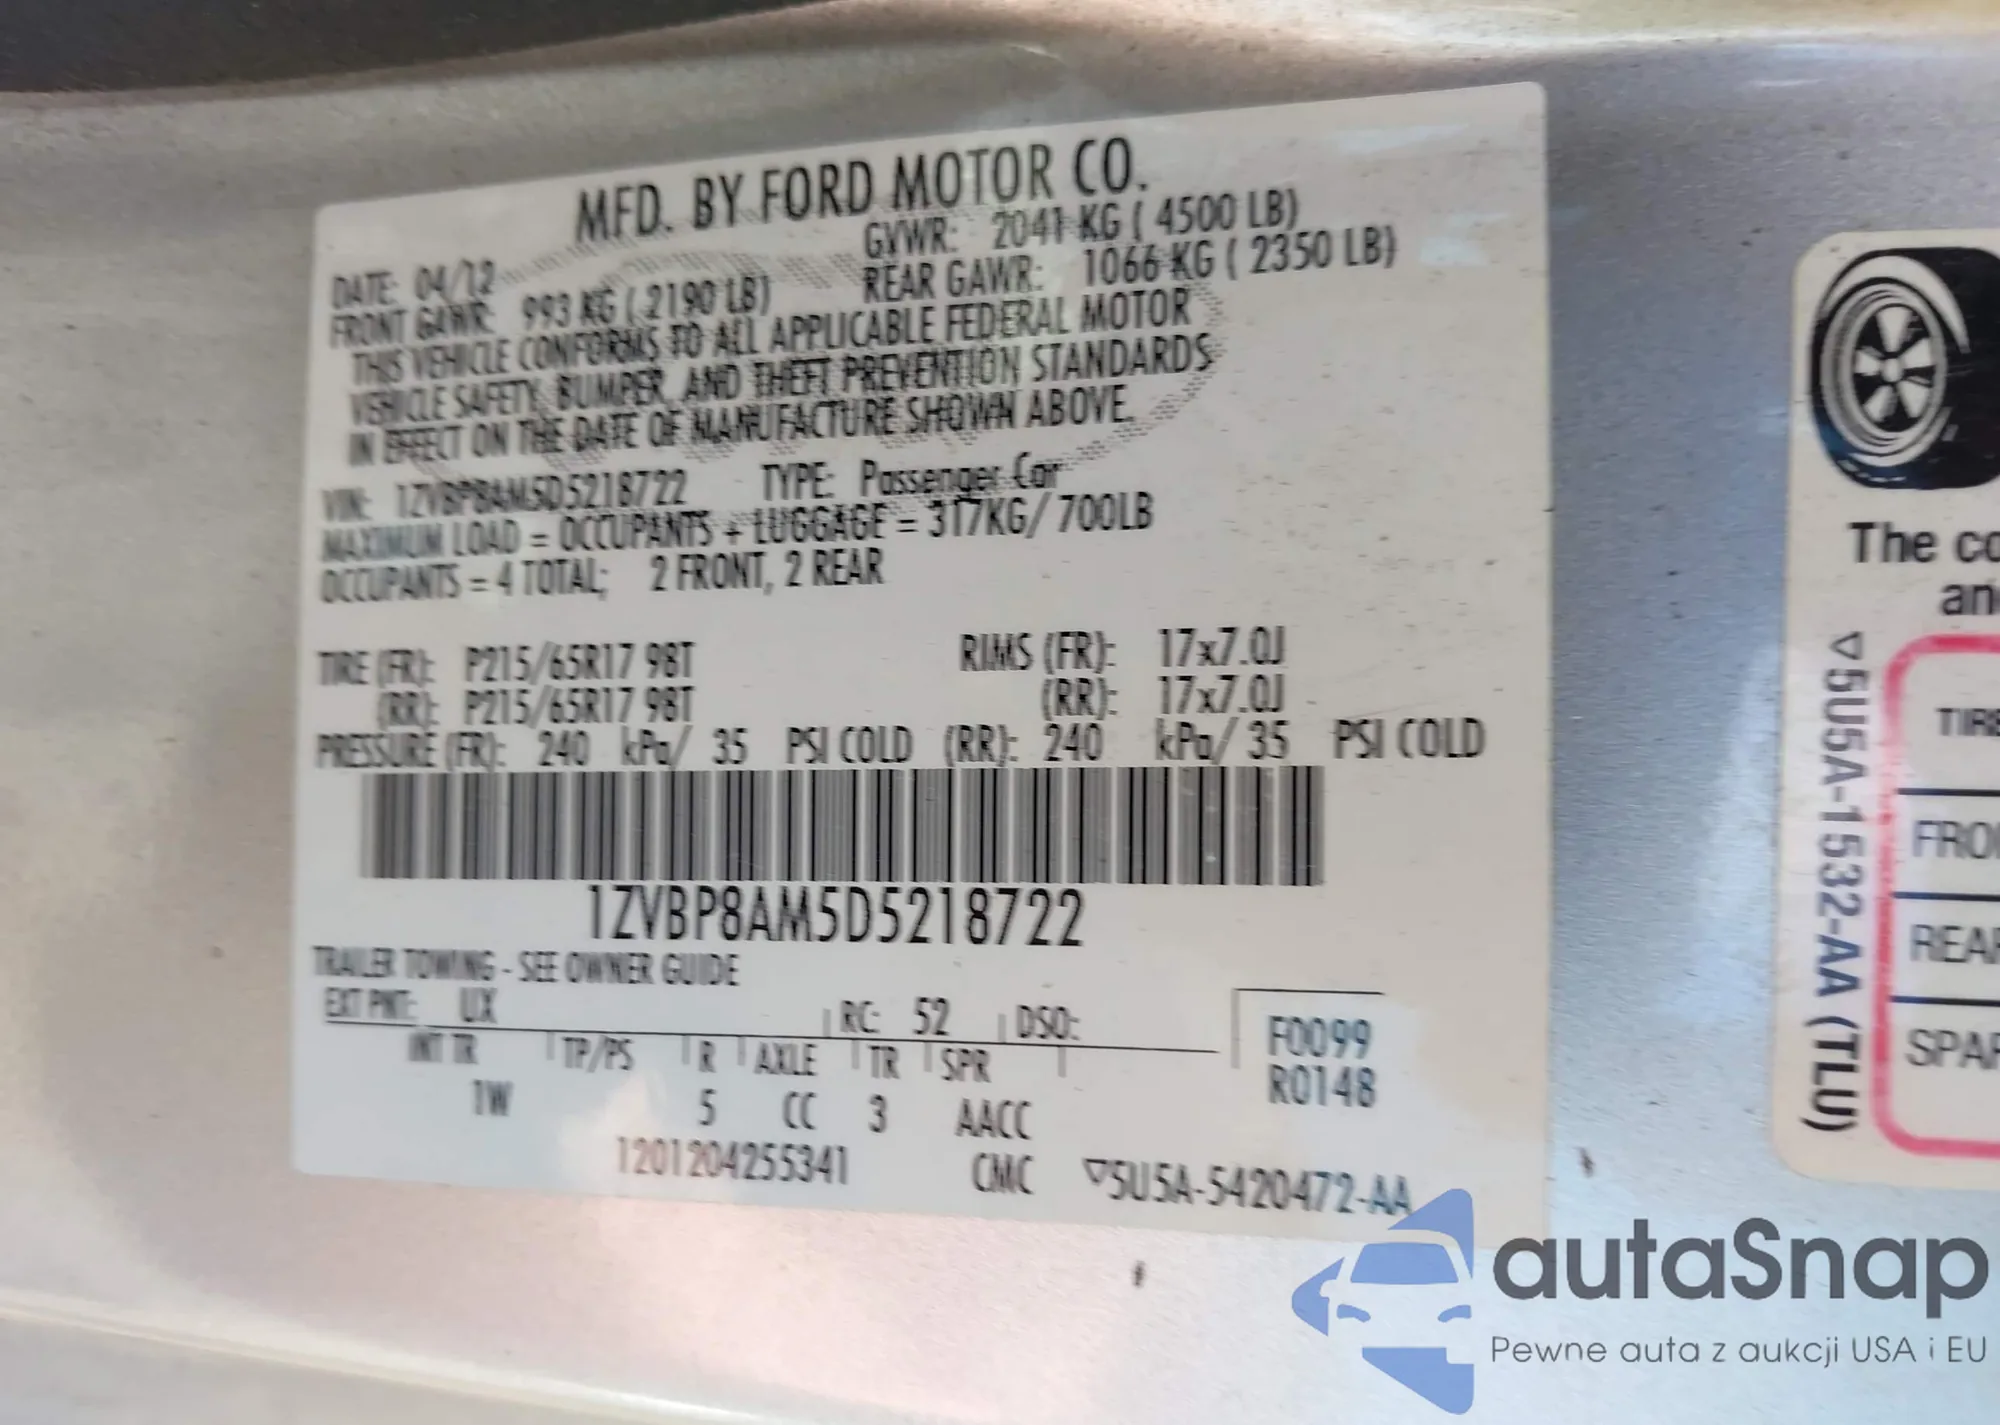 MFD. BY FORD MOTOR CO.
DATE: 04/12 GVWR: 2041 KG ( 4500 LB)
FRONT GAWR: 993 KG ( 2190 LB) REAR GAWR: 1066 KG ( 2350 LB)
THIS VEHICLE CONFORMS TO ALL APPLICABLE FEDERAL MOTOR
VEHICLE SAFETY, BUMPER, AND THEFT PREVENTION STANDARDS
IN EFFECT ON THE DATE OF MANUFACTURE SHOWN ABOVE.
VIN: 1ZVBP8AM5D5218722 TYPE: Passenger Car
MAXIMUM LOAD = OCCUPANTS + LUGGAGE = 317KG/700LB
OCCUPANTS = 4 TOTAL; 2 FRONT, 2 REAR
TIRE (FR): P215/65R17 98T RIMS (FR): 17x7.0J
(RR): P215/65R17 98T (RR): 17x7.0J
PRESSURE (FR): 240 kPa/ 35 PSI COLD (RR): 240 kPa/ 35 PSI COLD
1ZVBP8AM5D5218722
TRAILER TOWING - SEE OWNER GUIDE
EXT PNT: UX RC: 52 DSO:
INT TR TP/PS R AXLE TR SPR
1W 5 CC 3 AACC
F0099
R0148
1201204255341 CMC ▽5U5A-5420472-AA
The
▽5U5A-1532-AA (TLU)
autaSnap
Pewne auta z aukcji USA i EU